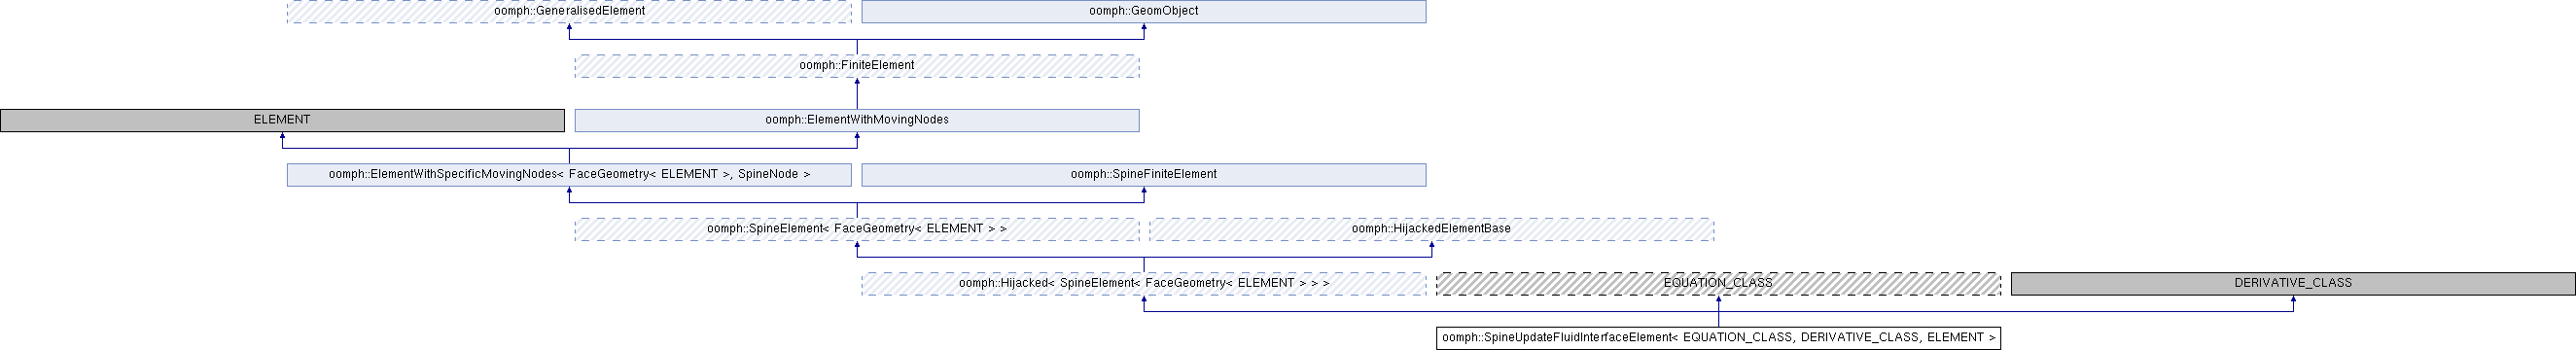 oomph::GeneralisedElement
oomph::GeomObject
oomph::FiniteElement
ELEMENT
oomph::ElementWithMovingNodes
oomph::ElementWithSpecificMovingNodes< FaceGeometry< ELEMENT >, SpineNode >
oomph::SpineFiniteElement
oomph::SpineElement< FaceGeometry< ELEMENT > >
oomph::HijackedElementBase
oomph::Hijacked< SpineElement< FaceGeometry< ELEMENT > > >
EQUATION_CLASS
DERIVATIVE_CLASS
oomph::SpineUpdateFluidInterfaceElement< EQUATION_CLASS, DERIVATIVE_CLASS, ELEMENT >